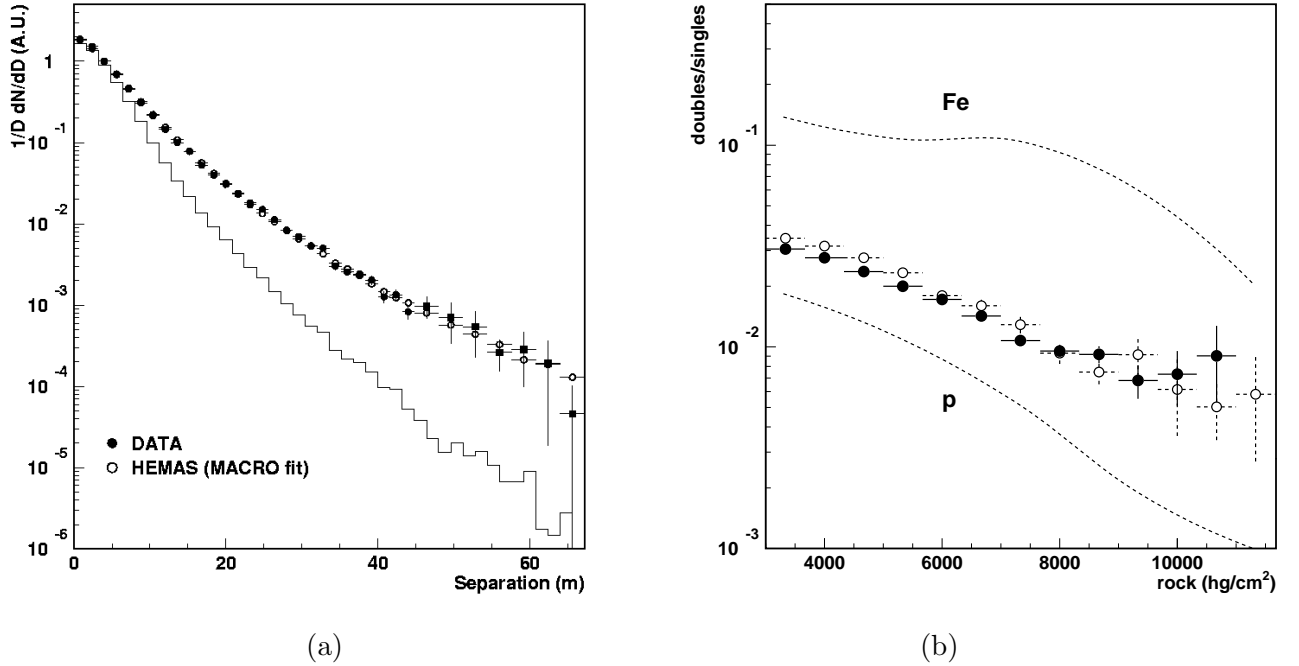 1/D dN/dD (A.U.)
1
10⁻¹
10⁻²
10⁻³
10⁻⁴
10⁻⁵
10⁻⁶
DATA
HEMAS (MACRO fit)
0 20 40 60
Separation (m)
(a)
doubles/singles
10⁻¹
10⁻²
10⁻³
Fe
p
4000 6000 8000 10000
rock (hg/cm²)
(b)